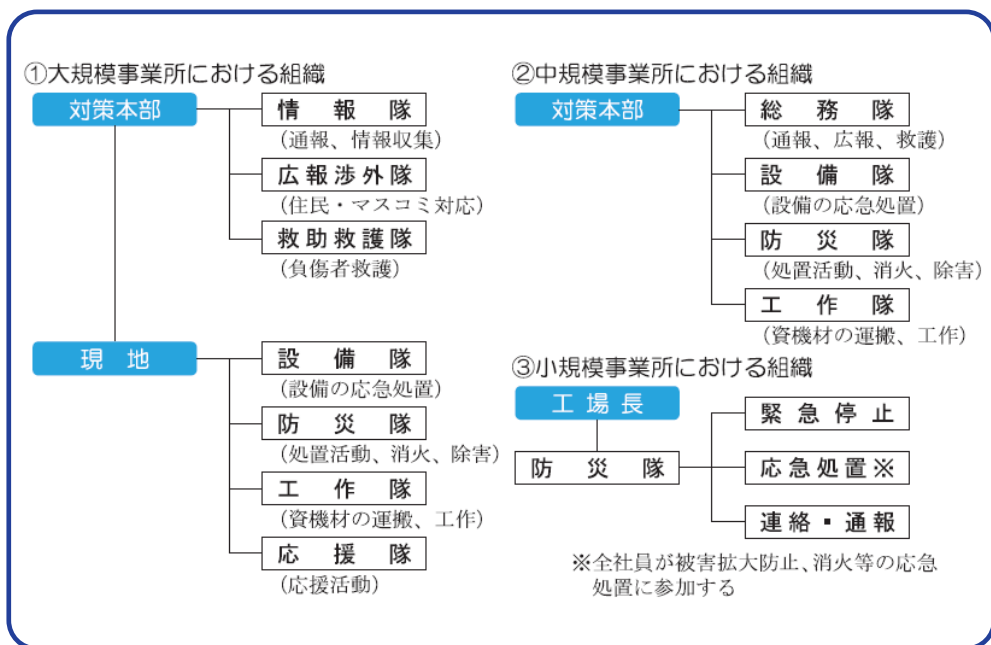 ①大規模事業所における組織
対策本部
情報隊
(通報、情報収集)
広報渉外隊
(住民・マスコミ対応)
救助救護隊
(負傷者救護)
現地
設備隊
(設備の応急処置)
防災隊
(処置活動、消火、除害)
工作隊
(資機材の運搬、工作)
応援隊
(応援活動)
②中規模事業所における組織
対策本部
総務隊
(通報、広報、救護)
設備隊
(設備の応急処置)
防災隊
(処置活動、消火、除害)
工作隊
(資機材の運搬、工作)
③小規模事業所における組織
工場長
防災隊
緊急停止
応急処置※
連絡・通報
※全社員が被害拡大防止、消火等の応急
処置に参加する